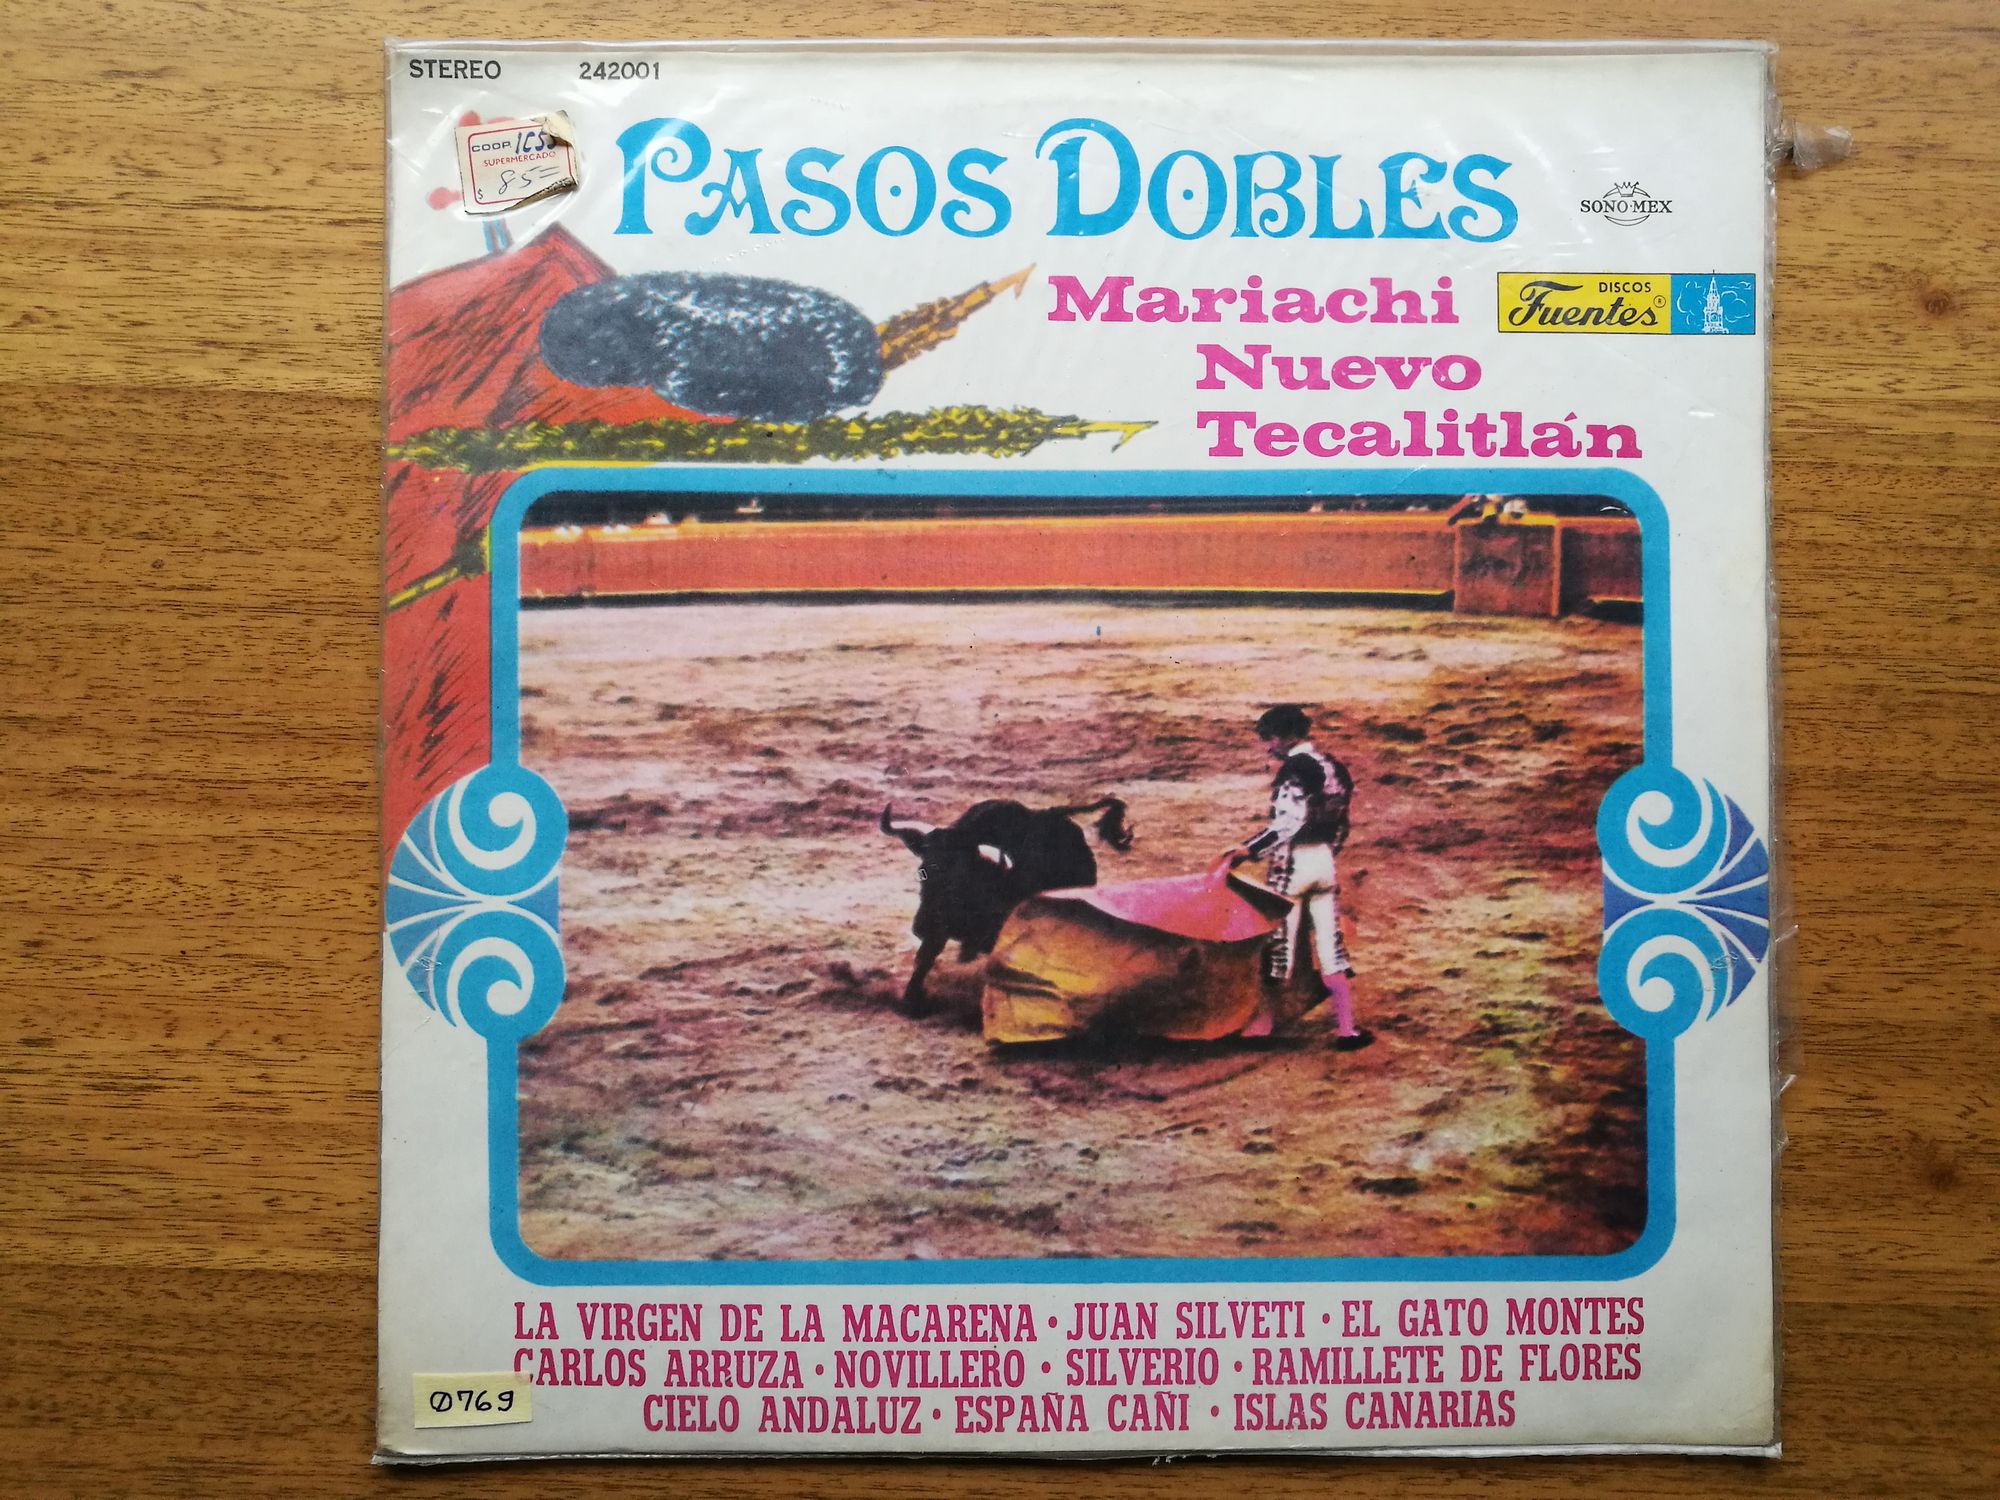 STEREO 242001
COOP. ICSS
SUPERMERCADO
$ 85=
PASOS DOBLES
SONO·MEX
Mariachi
Nuevo
Tecalitlán
DISCOS
Fuentes®
LA VIRGEN DE LA MACARENA · JUAN SILVETI · EL GATO MONTES
CARLOS ARRUZA · NOVILLERO · SILVERIO · RAMILLETE DE FLORES
CIELO ANDALUZ · ESPAÑA CAÑI · ISLAS CANARIAS
0769